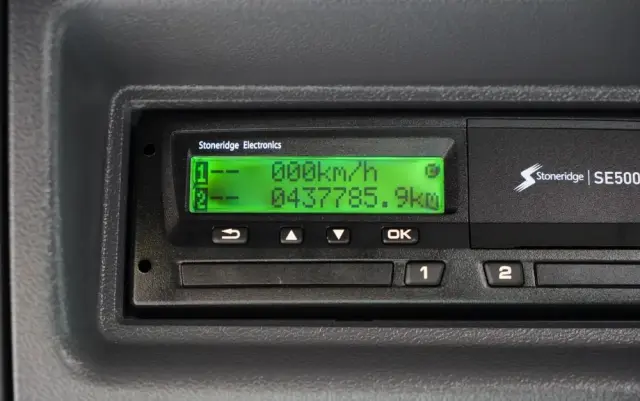 Stoneridge Electronics
1-- 000km/h
2-- 0437785.9km
Stoneridge | SE500
OK
1
2